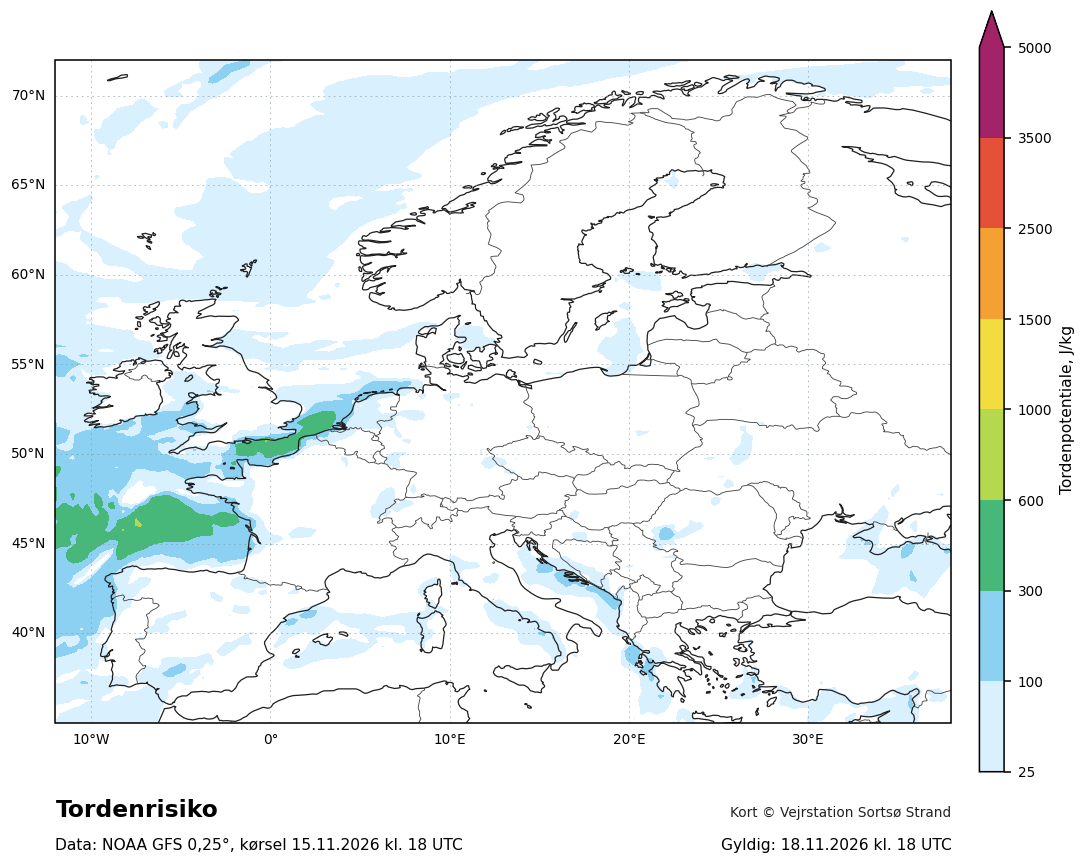 70°N
65°N
60°N
55°N
50°N
45°N
40°N
10°W
0°
10°E
20°E
30°E
5000
3500
2500
1500
1000
600
300
100
25
Tordenpotentiale, J/kg
Tordenrisiko
Kort © Vejrstation Sortsø Strand
Data: NOAA GFS 0,25°, kørsel 15.11.2026 kl. 18 UTC
Gyldig: 18.11.2026 kl. 18 UTC